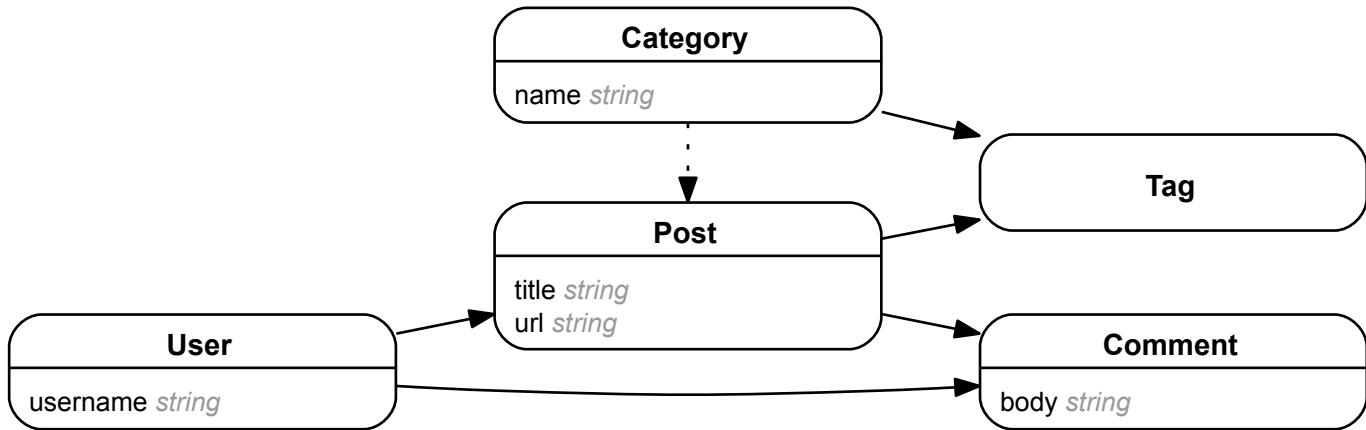 Category
name string
Tag
Post
title string
url string
User
username string
Comment
body string